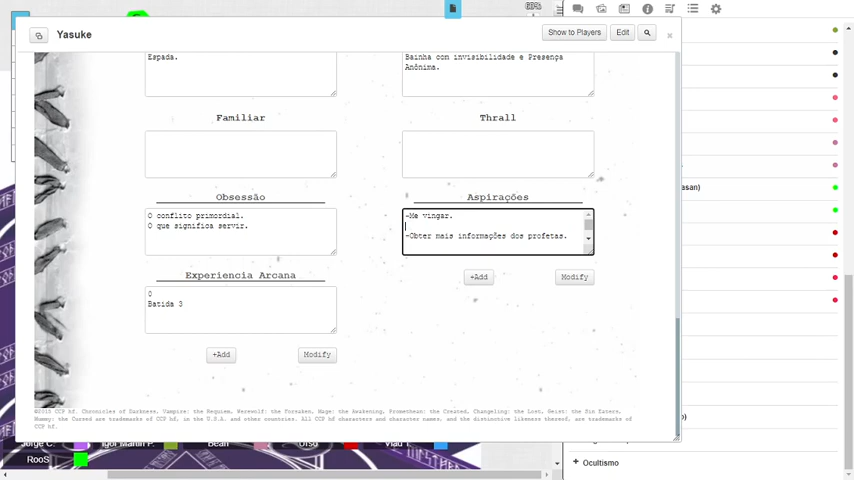 80%
Yasuke
Show to Players
Edit
×
Espada.
Bainha com invisibilidade e Presença
Anônima.
Familiar
Thrall
Obsessão
Aspirações
O conflito primordial.
O que significa servir.
-Me vingar.
-Obter mais informações dos profetas.
Experiencia Arcana
+Add
Modify
0
Batida 3
+Add
Modify
©2015 CCP hf. Chronicles of Darkness, Vampire: the Requiem, Werewolf: the Forsaken, Mage: the Awakening, Promethean: the Created, Changeling: the Lost, Geist: the Sin Eaters,
Mummy: the Cursed are trademarks of CCP hf, in the U.S.A. and other countries. All CCP hf characters and character names, and the distinctive likeness thereof, are trademarks of
CCP hf.
asan)
o)
Jorge C.
Igor Martin P.
Bean
Vlad T.
RooS
+ Ocultismo